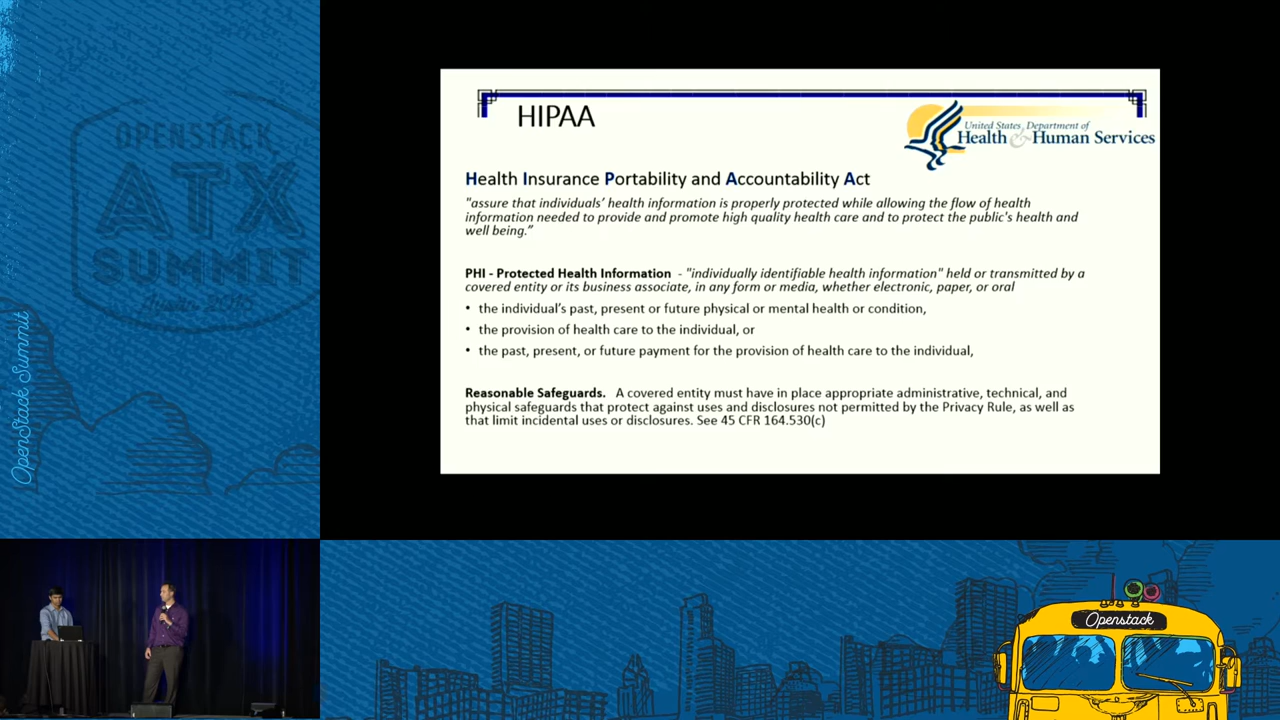 OPENSTACK
ATX
SUMMIT
OpenStack Summit
HIPAA
United States Department of
Health & Human Services
Health Insurance Portability and Accountability Act
"assure that individuals’ health information is properly protected while allowing the flow of health
information needed to provide and promote high quality health care and to protect the public's health and
well being.”
PHI - Protected Health Information - "individually identifiable health information" held or transmitted by a
covered entity or its business associate, in any form or media, whether electronic, paper, or oral
• the individual’s past, present or future physical or mental health or condition,
• the provision of health care to the individual, or
• the past, present, or future payment for the provision of health care to the individual,
Reasonable Safeguards. A covered entity must have in place appropriate administrative, technical, and
physical safeguards that protect against uses and disclosures not permitted by the Privacy Rule, as well as
that limit incidental uses or disclosures. See 45 CFR 164.530(c)
Openstack